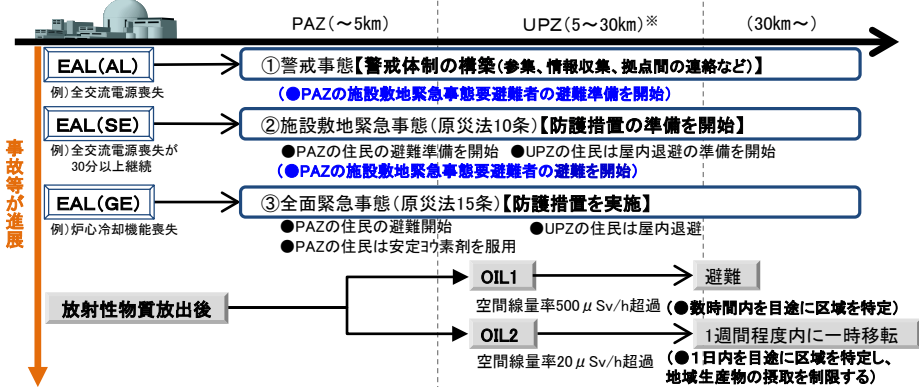 PAZ(~5km)
UPZ(5~30km)※
(30km~)
EAL(AL)
例)全交流電源喪失
①警戒事態【警戒体制の構築(参集、情報収集、拠点間の連絡など)】
(●PAZの施設敷地緊急事態要避難者の避難準備を開始)
EAL(SE)
例)全交流電源喪失が
30分以上継続
②施設敷地緊急事態(原災法10条)【防護措置の準備を開始】
●PAZの住民の避難準備を開始 ●UPZの住民は屋内退避の準備を開始
(●PAZの施設敷地緊急事態要避難者の避難を開始)
事故等が進展
EAL(GE)
例)炉心冷却機能喪失
③全面緊急事態(原災法15条)【防護措置を実施】
●PAZの住民の避難開始 ●UPZの住民は屋内退避
●PAZの住民は安定ヨウ素剤を服用
放射性物質放出後
OIL1
避難
空間線量率500μSv/h超過
(●数時間内を目途に区域を特定)
OIL2
1週間程度内に一時移転
空間線量率20μSv/h超過
(●1日内を目途に区域を特定し、
地域生産物の摂取を制限する)